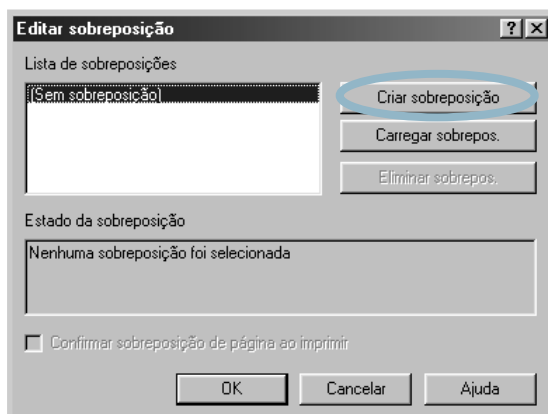 Editar sobreposição
Lista de sobreposições
(Sem sobreposição)
Criar sobreposição
Carregar sobrepos.
Eliminar sobrepos.
Estado da sobreposição
Nenhuma sobreposição foi selecionada
Confirmar sobreposição de página ao imprimir
OK
Cancelar
Ajuda